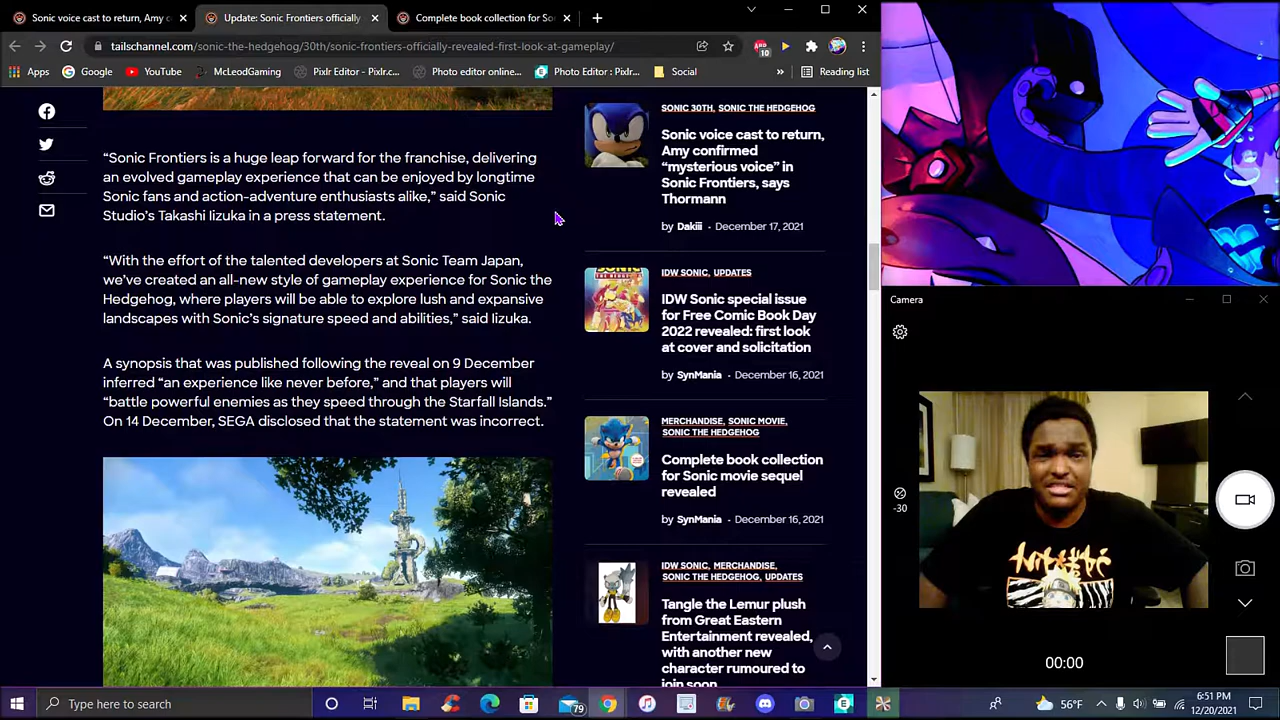 Sonic voice cast to return, Amy c
Update: Sonic Frontiers officially
Complete book collection for So
tailschannel.com/sonic-the-hedgehog/30th/sonic-frontiers-officially-revealed-first-look-at-gameplay/
10
Apps
Google
YouTube
McLeodGaming
Pixlr Editor - Pixlr.c...
Photo editor online...
Photo Editor : Pixlr...
Social
»
Reading list
“Sonic Frontiers is a huge leap forward for the franchise, delivering
an evolved gameplay experience that can be enjoyed by longtime
Sonic fans and action-adventure enthusiasts alike,” said Sonic
Studio’s Takashi Iizuka in a press statement.
“With the effort of the talented developers at Sonic Team Japan,
we’ve created an all-new style of gameplay experience for Sonic the
Hedgehog, where players will be able to explore lush and expansive
landscapes with Sonic’s signature speed and abilities,” said Iizuka.
A synopsis that was published following the reveal on 9 December
inferred “an experience like never before,” and that players will
“battle powerful enemies as they speed through the Starfall Islands.”
On 14 December, SEGA disclosed that the statement was incorrect.
SONIC 30TH, SONIC THE HEDGEHOG
Sonic voice cast to return,
Amy confirmed
“mysterious voice” in
Sonic Frontiers, says
Thormann
by Dakiii - December 17, 2021
IDW SONIC, UPDATES
IDW Sonic special issue
for Free Comic Book Day
2022 revealed: first look
at cover and solicitation
by SynMania - December 16, 2021
MERCHANDISE, SONIC MOVIE,
SONIC THE HEDGEHOG
Complete book collection
for Sonic movie sequel
revealed
by SynMania - December 16, 2021
IDW SONIC, MERCHANDISE,
SONIC THE HEDGEHOG, UPDATES
Tangle the Lemur plush
from Great Eastern
Entertainment revealed,
with another new
character rumoured to
join soon
Camera
-30
00:00
Type here to search
79
56°F
6:51 PM
12/20/2021